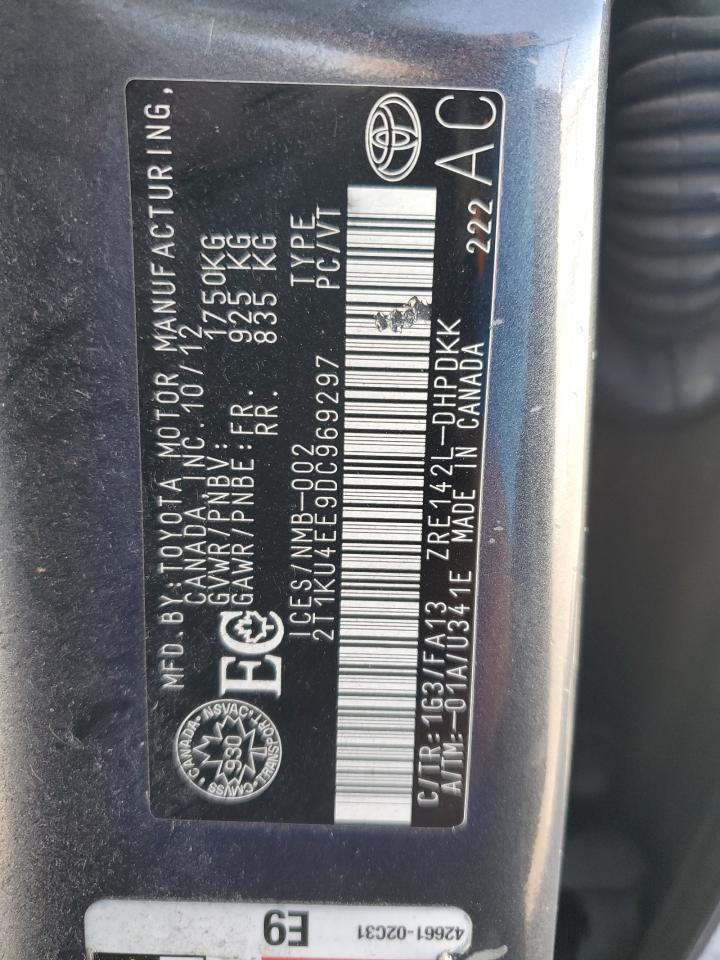 MFD.BY:TOYOTA MOTOR MANUFACTURING,
CANADA,INC.10/12
GVWR/PNBV: 1750KG
GAWR/PNBE:FR. 925 KG
RR. 835 KG
EC
CANADA • NSVAC • TRANSPORT • CMVSS •
930
ICES/NMB-002 TYPE
2T1KU4EE9DC969297 PC/VT
C/TR:1G3/FA13 ZRE142L-DHPDKK
A/TM:-01A/U341E MADE IN CANADA
222 AC
E9
42661-02C31